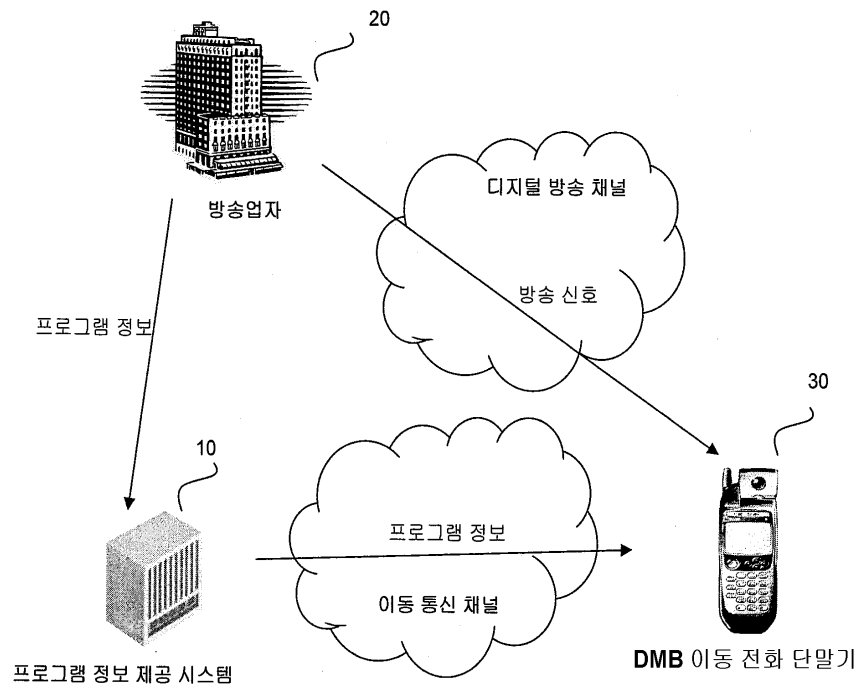 20
방송업자
디지털 방송 채널
방송 신호
프로그램 정보
30
10
프로그램 정보
이동 통신 채널
프로그램 정보 제공 시스템
DMB 이동 전화 단말기